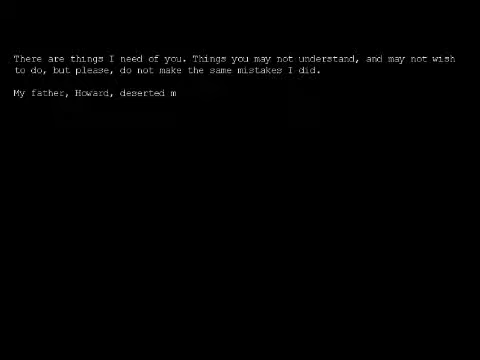 There are things I need of you. Things you may not understand, and may not wish
to do, but please, do not make the same mistakes I did.
My father, Howard, deserted m